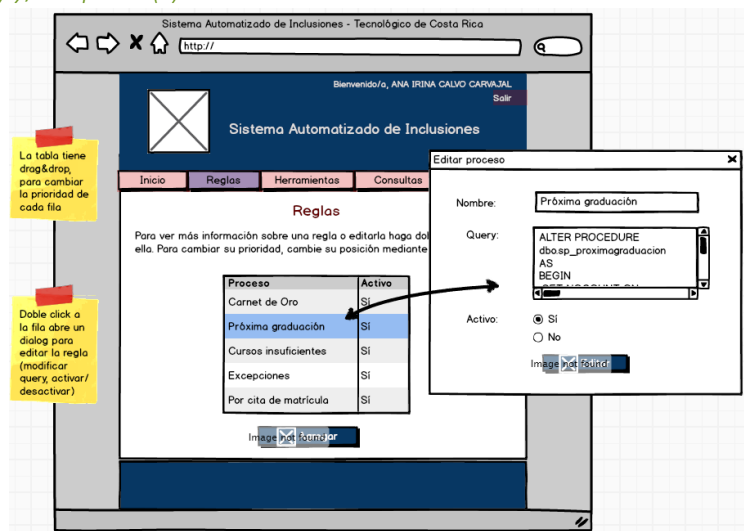 Sistema Automatizado de Inclusiones - Tecnológico de Costa Rica
http://
Bienvenido/a, ANA IRINA CALVO CARVAJAL
Salir
Sistema Automatizado de Inclusiones
Inicio Reglas Herramientas Consultas
Reglas
Para ver más información sobre una regla o editarla haga
ella. Para cambiar su prioridad, cambie su posición mediante
Proceso Activo
Carnet de Oro Sí
Próxima graduación Sí
Cursos insuficientes Sí
Excepciones Sí
Por cita de matrícula Sí
Image not found
La tabla tiene
drag&drop,
para cambiar
la prioridad de
cada fila
Doble click a
la fila abre un
dialog para
editar la regla
(modificar
query, activar/
desactivar)
Editar proceso
Nombre: Próxima graduación
Query: ALTER PROCEDURE
dbo.sp_proximagraduacion
AS
BEGIN
Activo: Sí
No
Image not found